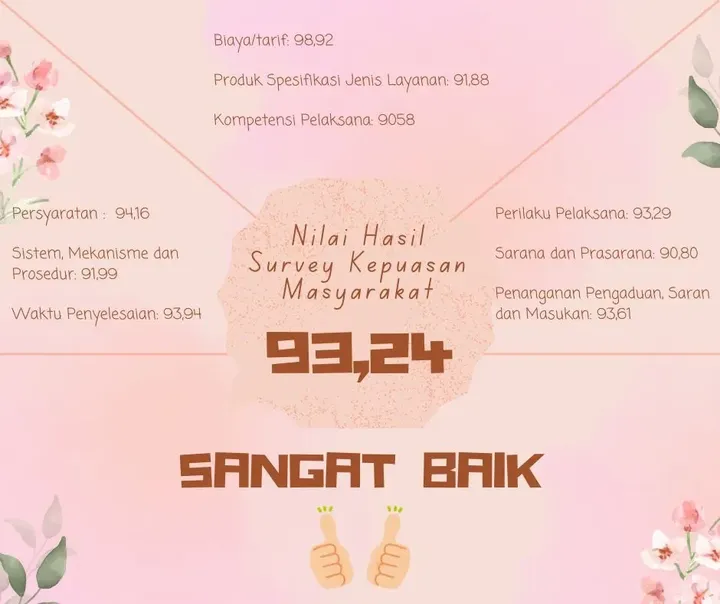 Biaya/tarif: 98,92
Produk Spesifikasi Jenis Layanan: 91,88
Kompetensi Pelaksana: 9058
Persyaratan : 94,16
Sistem, Mekanisme dan
Prosedur: 91,99
Waktu Penyelesaian: 93,94
Nilai Hasil
Survey Kepuasan
Masyarakat
93,24
Perilaku Pelaksana: 93,29
Sarana dan Prasarana: 90,80
Penanganan Pengaduan, Saran
dan Masukan: 93,61
SANGAT BAIK